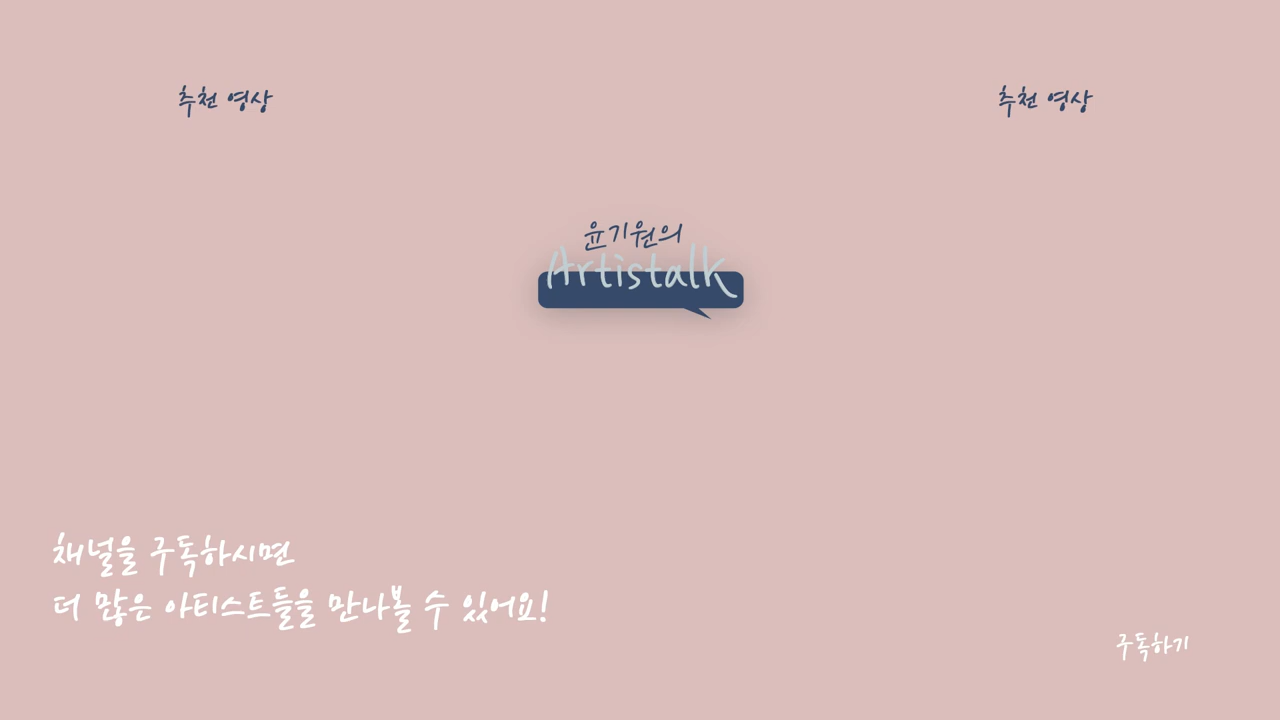 추천 영상
추천 영상
윤기원의
Artistalk
채널을 구독하시면
더 많은 아티스트들을 만나볼 수 있어요!
구독하기